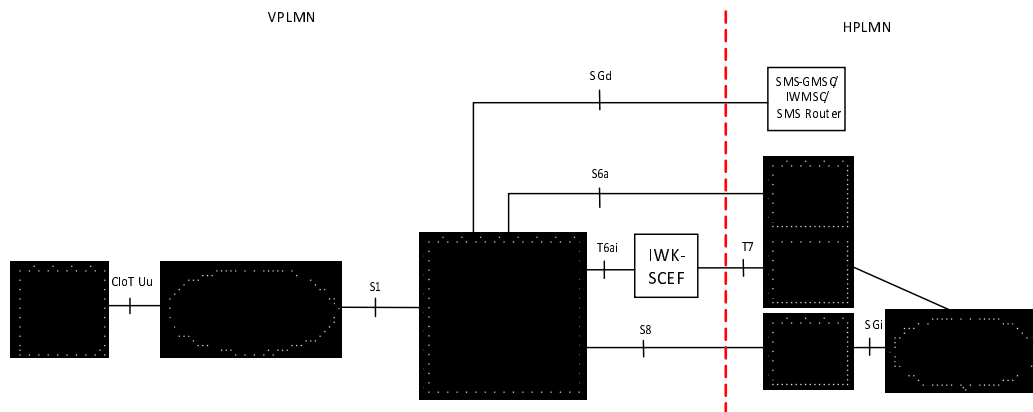 VPLMN
HPLMN
SGd
SMS-GMSC/
IWMSC/
SMS Router
S6a
T6ai
IWK-
SCEF
T7
CIoT Uu
S1
S8
SGi